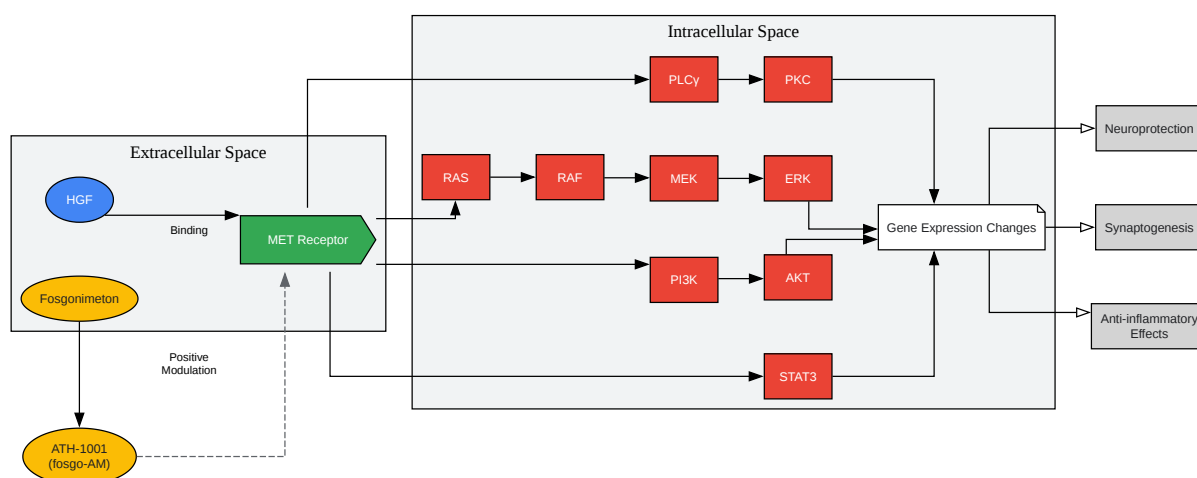 Intracellular Space
PLCγ
PKC
Neuroprotection
Extracellular Space
HGF
RAS
RAF
MEK
ERK
Binding
MET Receptor
Gene Expression Changes
Synaptogenesis
Fosgonimeton
PI3K
AKT
Anti-inflammatory
Effects
Positive
Modulation
STAT3
ATH-1001
(fosgo-AM)